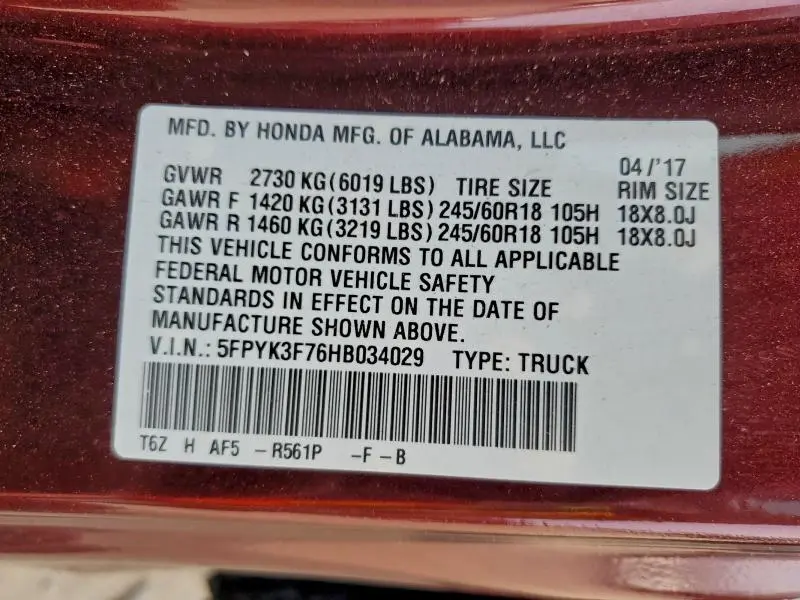 MFD. BY HONDA MFG. OF ALABAMA, LLC
04/'17
GVWR 2730 KG(6019 LBS) TIRE SIZE RIM SIZE
GAWR F 1420 KG(3131 LBS) 245/60R18 105H 18X8.0J
GAWR R 1460 KG(3219 LBS) 245/60R18 105H 18X8.0J
THIS VEHICLE CONFORMS TO ALL APPLICABLE
FEDERAL MOTOR VEHICLE SAFETY
STANDARDS IN EFFECT ON THE DATE OF
MANUFACTURE SHOWN ABOVE.
V.I.N.: 5FPYK3F76HB034029 TYPE: TRUCK
T6Z H AF5 -R561P -F-B